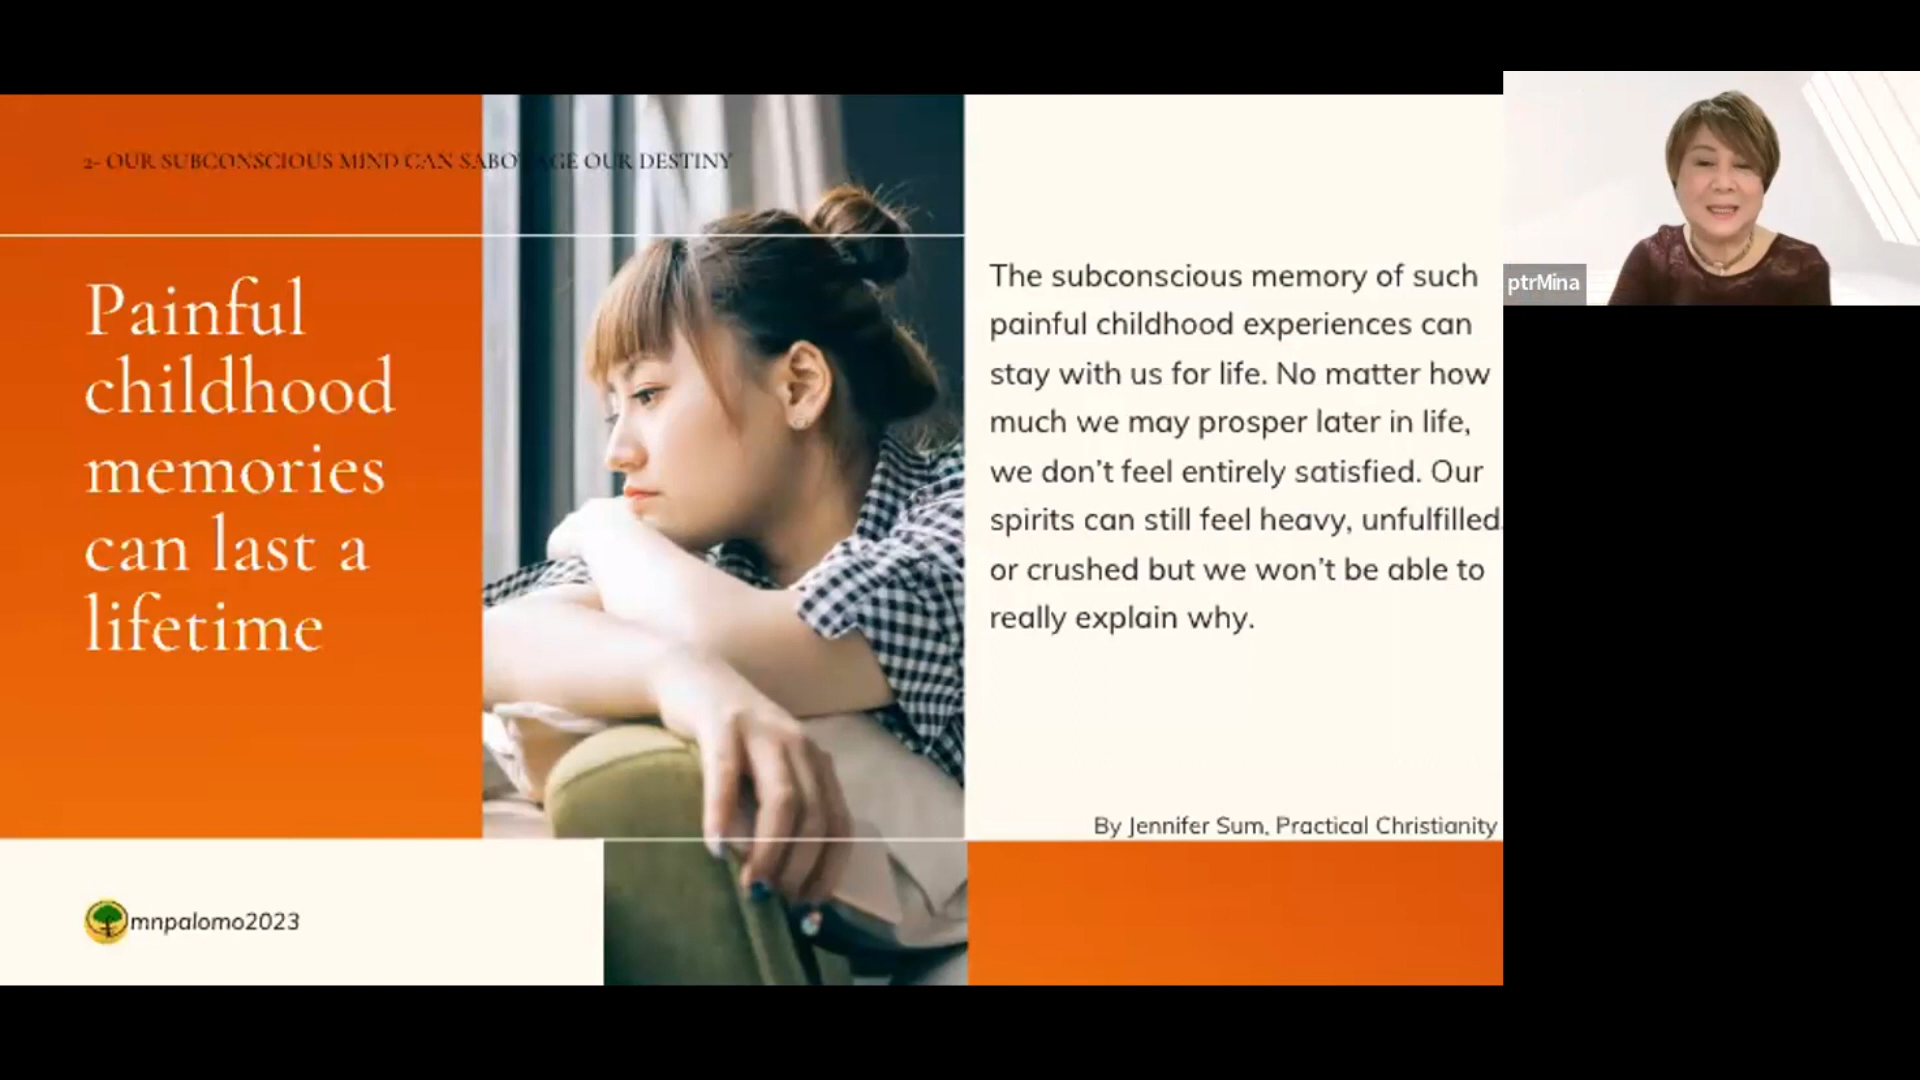 2- OUR SUBCONSCIOUS MIND CAN SABOTAGE OUR DESTINY
Painful
childhood
memories
can last a
lifetime
The subconscious memory of such
painful childhood experiences can
stay with us for life. No matter how
much we may prosper later in life,
we don't feel entirely satisfied. Our
spirits can still feel heavy, unfulfilled,
or crushed but we won't be able to
really explain why.
By Jennifer Sum, Practical Christianity
mnpalomo2023
ptrMina